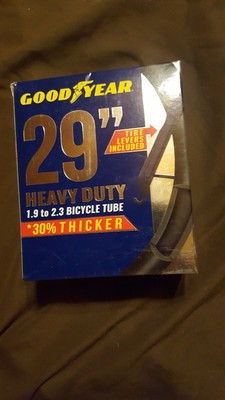 GOODYEAR
29"
TIRE
LEVERS
INCLUDED
HEAVY DUTY
1.9 to 2.3 BICYCLE TUBE
*30% THICKER